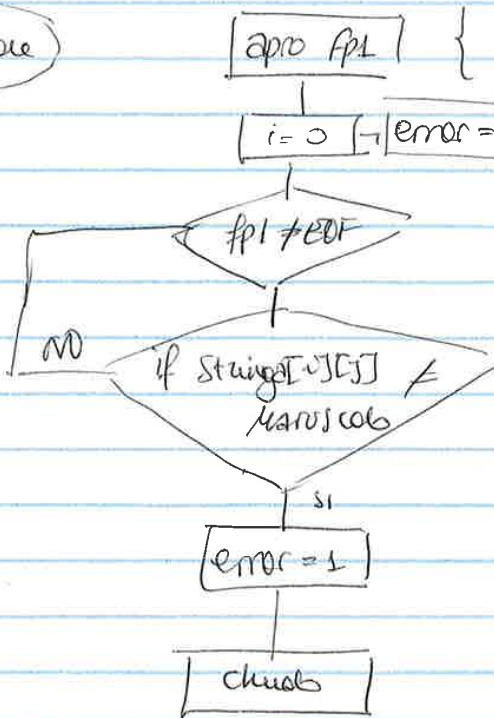 apro fp1 {
i = 0 error =
fp1 ≠ EOF
NO
if Stringa[i][j] ≠
Maiuscolo
SI
error = 1
chiudo